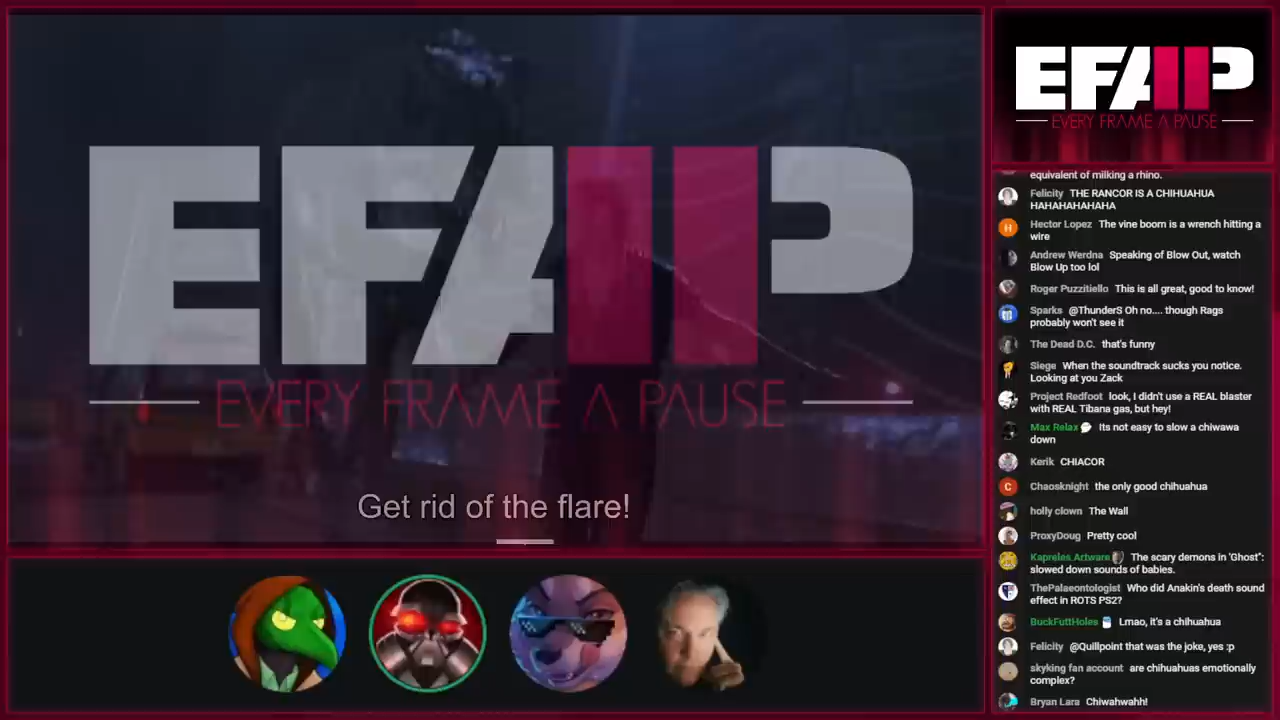 EFAP
EVERY FRAME A PAUSE
Get rid of the flare!
EFAP
EVERY FRAME A PAUSE
equivalent of milking a rhino.
Felicity THE RANCOR IS A CHIHUAHUA
HAHAHAHAHAHA
Hector Lopez The vine boom is a wrench hitting a
wire
Andrew Werdna Speaking of Blow Out, watch
Blow Up too lol
Roger Puzzitiello This is all great, good to know!
Sparks @ThunderS Oh no.... though Rags
probably won't see it
The Dead D.C. that's funny
Siege When the soundtrack sucks you notice.
Looking at you Zack
Project Redfoot look, I didn't use a REAL blaster
with REAL Tibana gas, but hey!
Max Relax Its not easy to slow a chiwawa
down
Kerik CHIACOR
C
Chaosknight the only good chihuahua
holly clown The Wall
ProxyDoug Pretty cool
Kapreles Artware The scary demons in 'Ghost":
slowed down sounds of babies.
ThePalaeontologist Who did Anakin's death sound
effect in ROTS PS2?
BuckFuttHoles Lmao, it's a chihuahua
Felicity @Quillpoint that was the joke, yes :p
skyking fan account are chihuahuas emotionally
complex?
Bryan Lara Chiwahwahh!